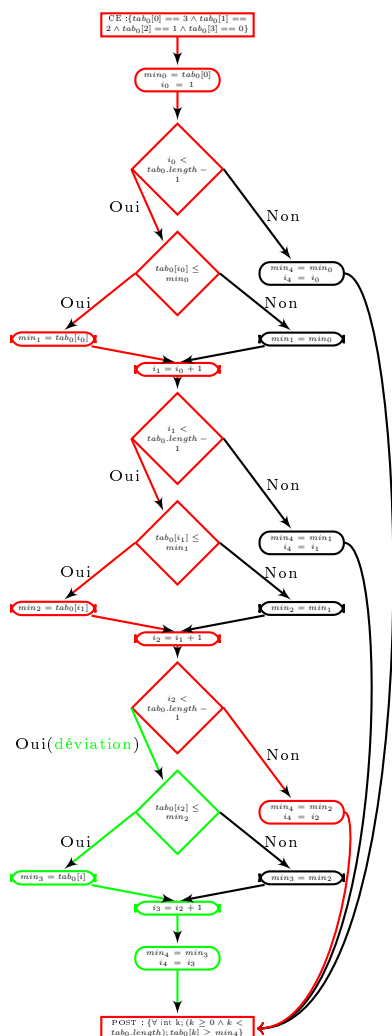 CE :{tab₀[0] == 3 ∧ tab₀[1] ==
2 ∧ tab₀[2] == 1 ∧ tab₀[3] == 0}
min₀ = tab₀[0]
i₀ = 1
i₀ <
tab₀.length −
1
Oui
Non
tab₀[i₀] ≤
min₀
min₄ = min₀
i₄ = i₀
Oui
Non
min₁ = tab₀[i₀]
min₁ = min₀
i₁ = i₀ + 1
i₁ <
tab₀.length −
1
Oui
Non
tab₀[i₁] ≤
min₁
min₄ = min₁
i₄ = i₁
Oui
Non
min₂ = tab₀[i₁]
min₂ = min₁
i₂ = i₁ + 1
i₂ <
tab₀.length −
1
Oui(déviation)
Non
tab₀[i₂] ≤
min₂
min₄ = min₂
i₄ = i₂
Oui
Non
min₃ = tab₀[i]
min₃ = min₂
i₃ = i₂ + 1
min₄ = min₃
i₄ = i₃
POST : {∀ int k; (k ≥ 0 ∧ k <
tab₀.length); tab₀[k] ≥ min₄}